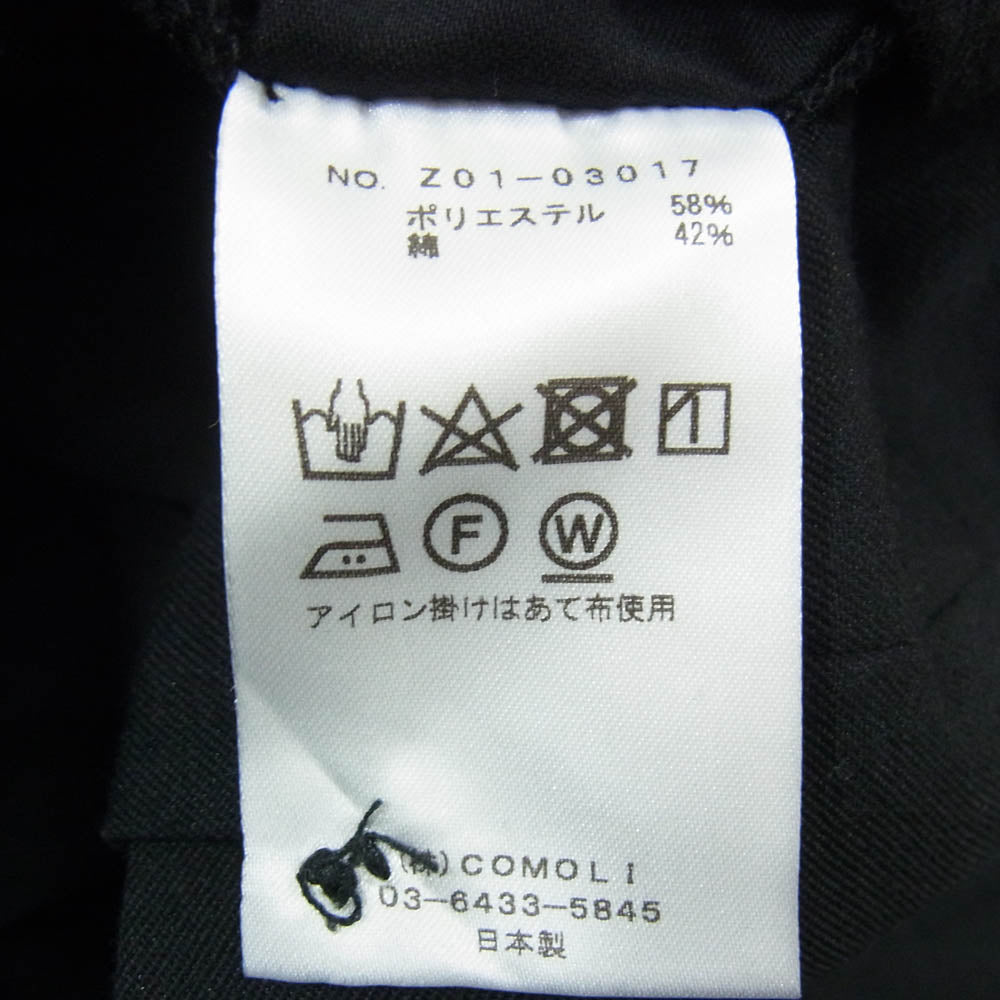 NO. Z01-03017
ポリエステル 58%
綿 42%
F W
アイロン掛けはあて布使用
(株)COMOLI
03-6433-5845
日本製